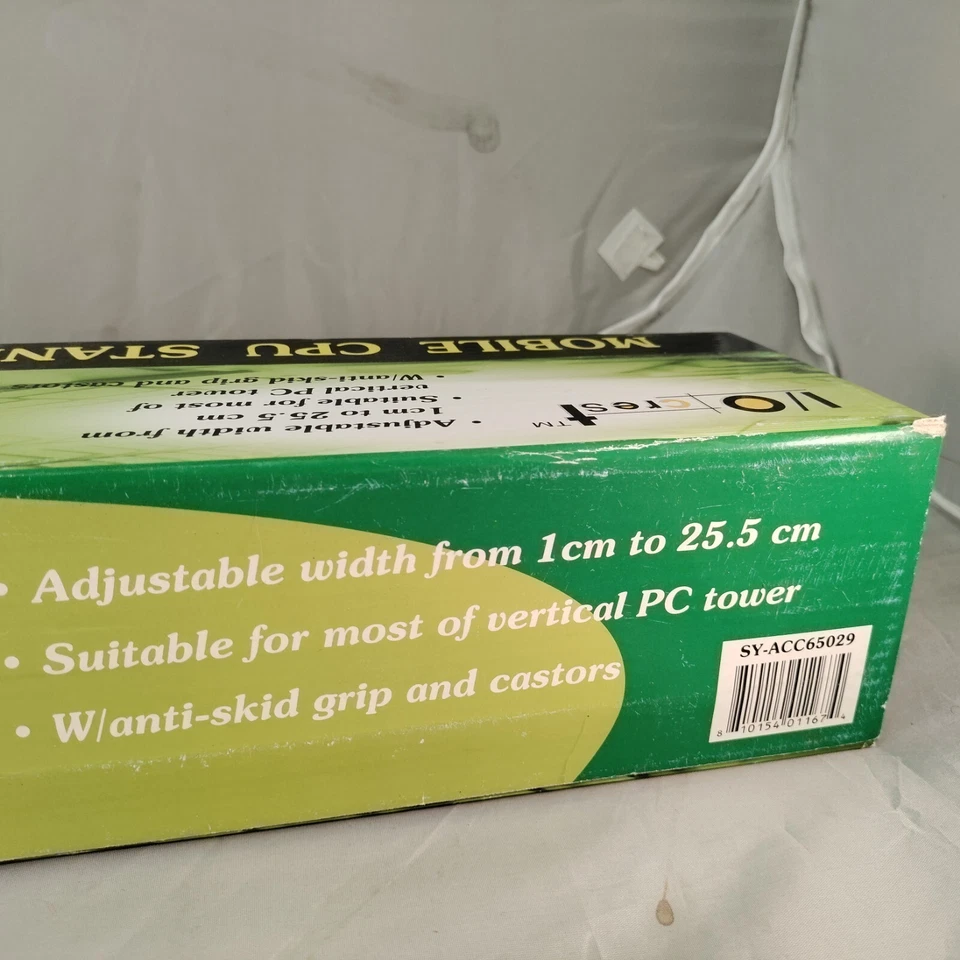 MOBILE CPU STAN
I/O crest™
• Adjustable width from
1cm to 25.5 cm
• Suitable for most of
vertical PC tower
• W/anti-skid grip and castors
• Adjustable width from 1cm to 25.5 cm
• Suitable for most of vertical PC tower
• W/anti-skid grip and castors
SY-ACC65029
8 10154 01167 4